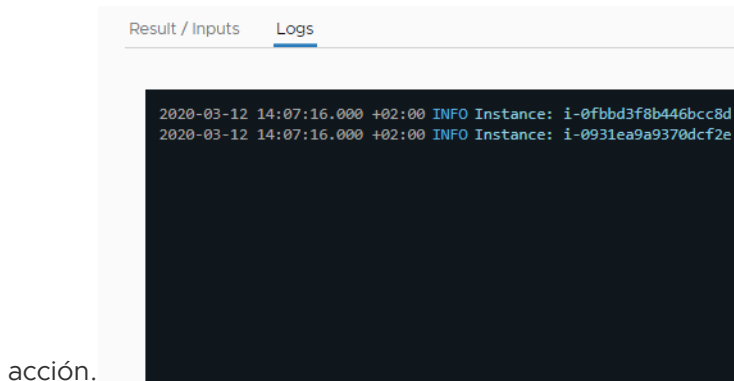 Result / Inputs Logs
2020-03-12 14:07:16.000 +02:00 INFO Instance: i-0fbbd3f8b446bcc8d
2020-03-12 14:07:16.000 +02:00 INFO Instance: i-0931ea9a9370dcf2e
acción.